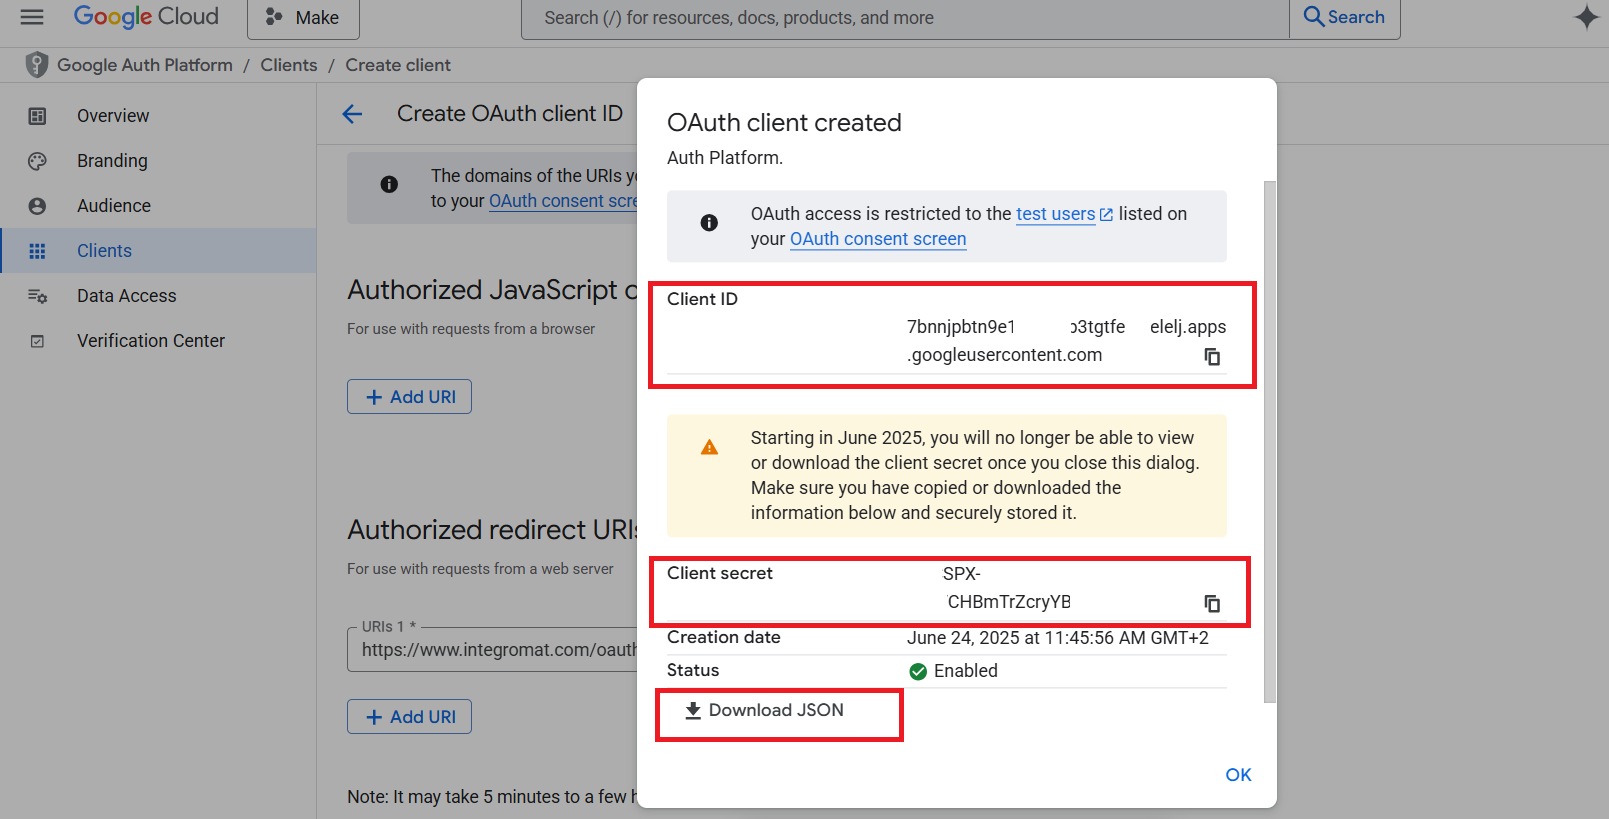 Google Cloud
Make
Search (/) for resources, docs, products, and more
Search
Google Auth Platform / Clients / Create client
Overview
Branding
Audience
Clients
Data Access
Verification Center
Create OAuth client ID
The domains of the URIs yo
to your OAuth consent scre
Authorized JavaScript o
For use with requests from a browser
+ Add URI
Authorized redirect URIs
For use with requests from a web server
URIs 1 *
https://www.integromat.com/oauth
+ Add URI
Note: It may take 5 minutes to a few h
OAuth client created
Auth Platform.
OAuth access is restricted to the test users listed on
your OAuth consent screen
Client ID
7bnnjpbtn9e1 o3tgtfe elelj.apps
.googleusercontent.com
Starting in June 2025, you will no longer be able to view
or download the client secret once you close this dialog.
Make sure you have copied or downloaded the
information below and securely stored it.
Client secret
SPX-
CHBmTrZcryYB
Creation date
June 24, 2025 at 11:45:56 AM GMT+2
Status
Enabled
Download JSON
OK